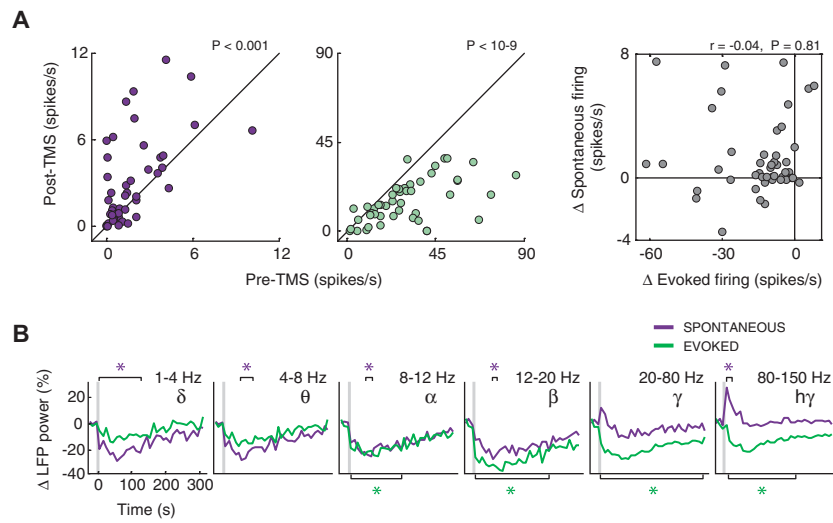 A
P < 0.001
P < 10-9
r = -0.04, P = 0.81
Post-TMS (spikes/s)
12
6
0
0
6
12
90
45
0
0
45
90
Pre-TMS (spikes/s)
Δ Spontaneous firing
(spikes/s)
8
4
0
-4
-60
-30
0
Δ Evoked firing (spikes/s)
B
SPONTANEOUS
EVOKED
Δ LFP power (%)
20
0
-20
-40
* 1-4 Hz
δ
* 4-8 Hz
θ
* 8-12 Hz
α
* 12-20 Hz
β
20-80 Hz
γ
* 80-150 Hz
hγ
0 100 200 300
Time (s)
* * * *